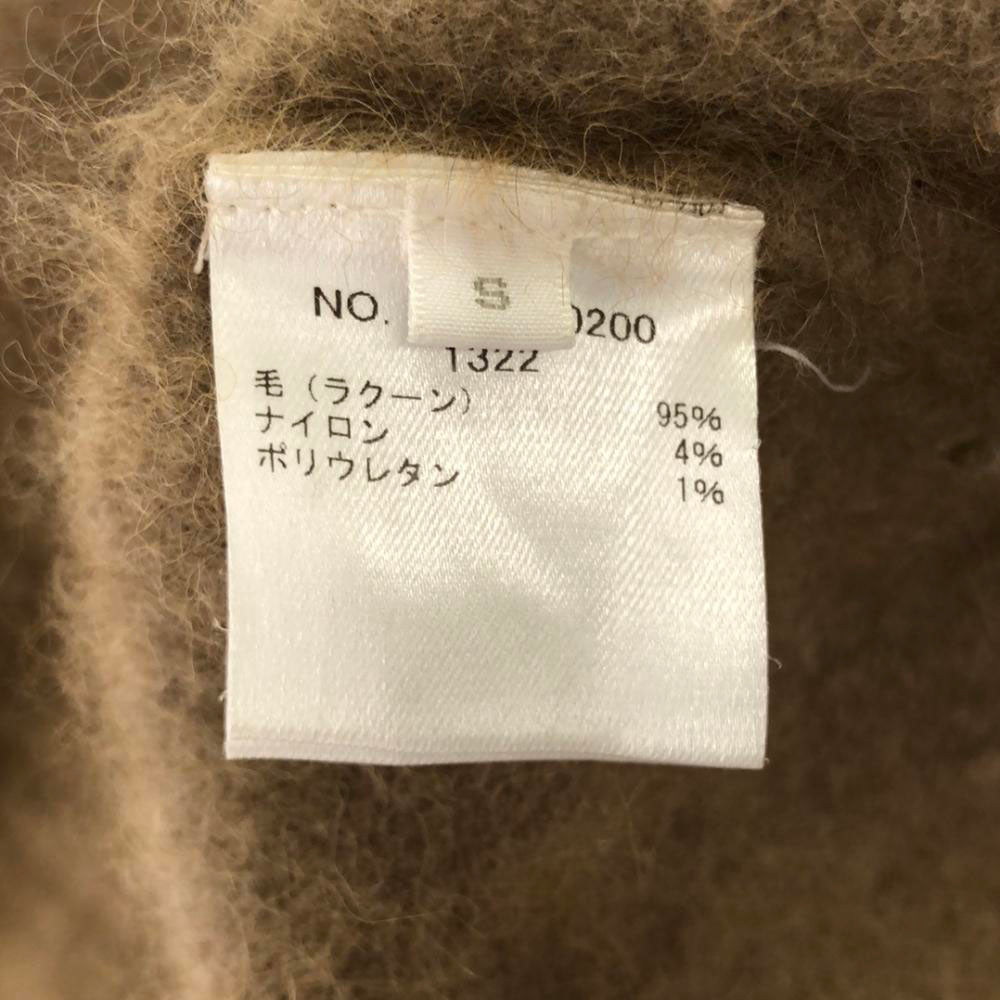 S
NO. 0200
1322
毛（ラクーン） 95%
ナイロン 4%
ポリウレタン 1%